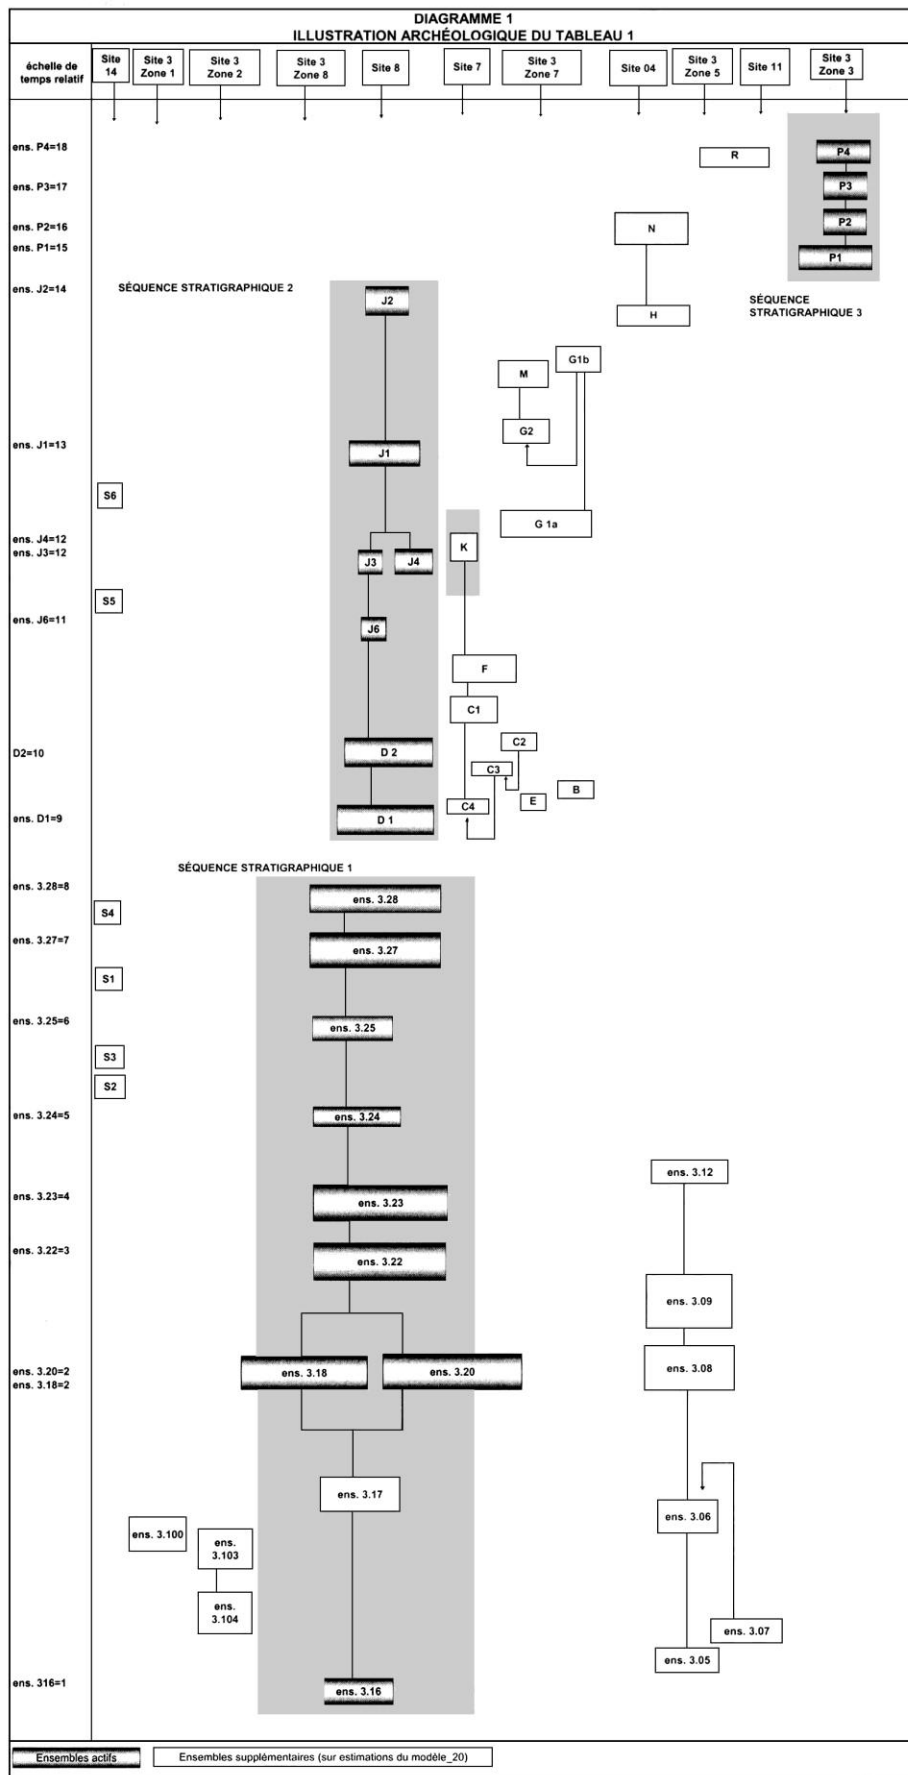 DIAGRAMME 1
ILLUSTRATION ARCHÉOLOGIQUE DU TABLEAU 1
échelle de
temps relatif
Site
14
Site 3
Zone 1
Site 3
Zone 2
Site 3
Zone 8
Site 8
Site 7
Site 3
Zone 7
Site 04
Site 3
Zone 5
Site 11
Site 3
Zone 3
ens. P4=18
R
P4
ens. P3=17
P3
ens. P2=16
N
P2
ens. P1=15
P1
ens. J2=14
SÉQUENCE STRATIGRAPHIQUE 2
J2
H
SÉQUENCE
STRATIGRAPHIQUE 3
G1b
M
G2
ens. J1=13
J1
S6
G 1a
ens. J4=12
ens. J3=12
K
J3
J4
S5
ens. J6=11
J6
F
C1
D2=10
D 2
C2
C3
B
E
C4
ens. D1=9
D 1
SÉQUENCE STRATIGRAPHIQUE 1
ens. 3.28=8
ens. 3.28
S4
ens. 3.27=7
ens. 3.27
S1
ens. 3.25=6
ens. 3.25
S3
S2
ens. 3.24=5
ens. 3.24
ens. 3.12
ens. 3.23=4
ens. 3.23
ens. 3.22=3
ens. 3.22
ens. 3.09
ens. 3.20=2
ens. 3.18=2
ens. 3.18
ens. 3.20
ens. 3.08
ens. 3.17
ens. 3.06
ens. 3.100
ens.
3.103
ens.
3.104
ens. 3.07
ens. 3.05
ens. 316=1
ens. 3.16
Ensembles actifs
Ensembles supplémentaires (sur estimations du modèle_20)